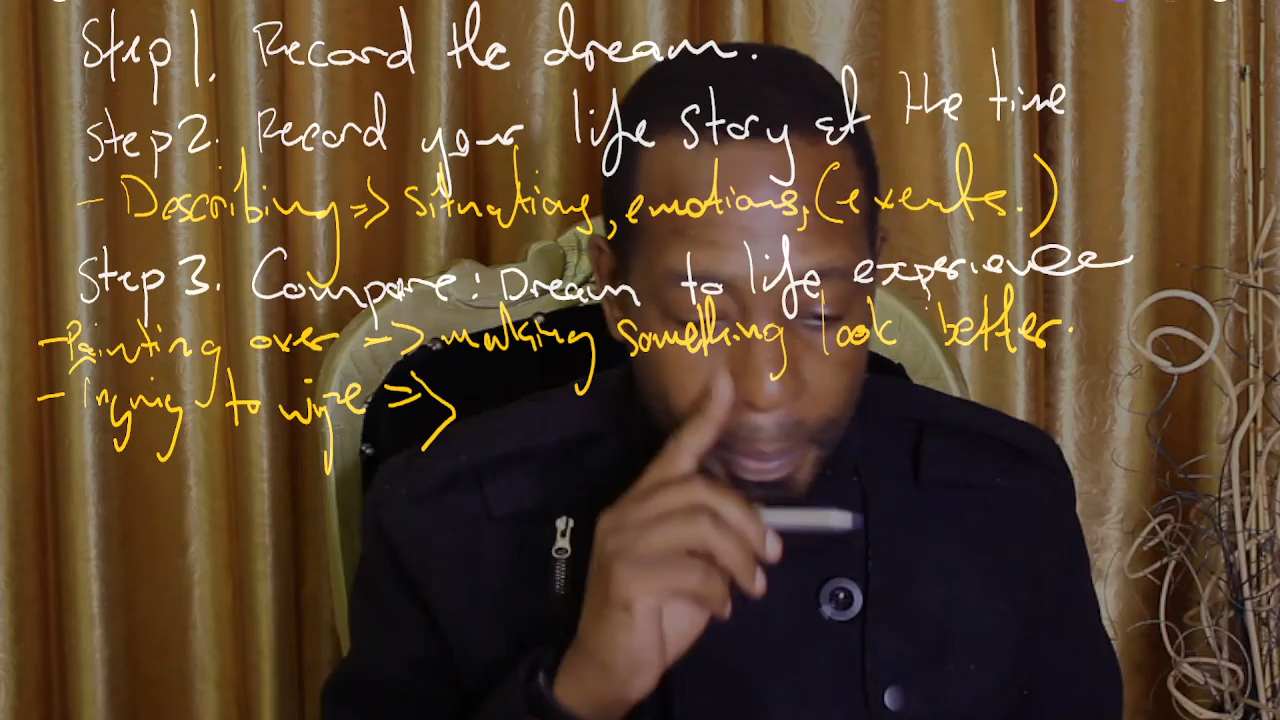 Step 1. Record the dream.
Step 2. Record your life story at the time
- Describing => situations, emotions, (events.)
Step 3. Compare: Dream to life experience
- Painting over -> making something look better.
- Trying to wipe =>